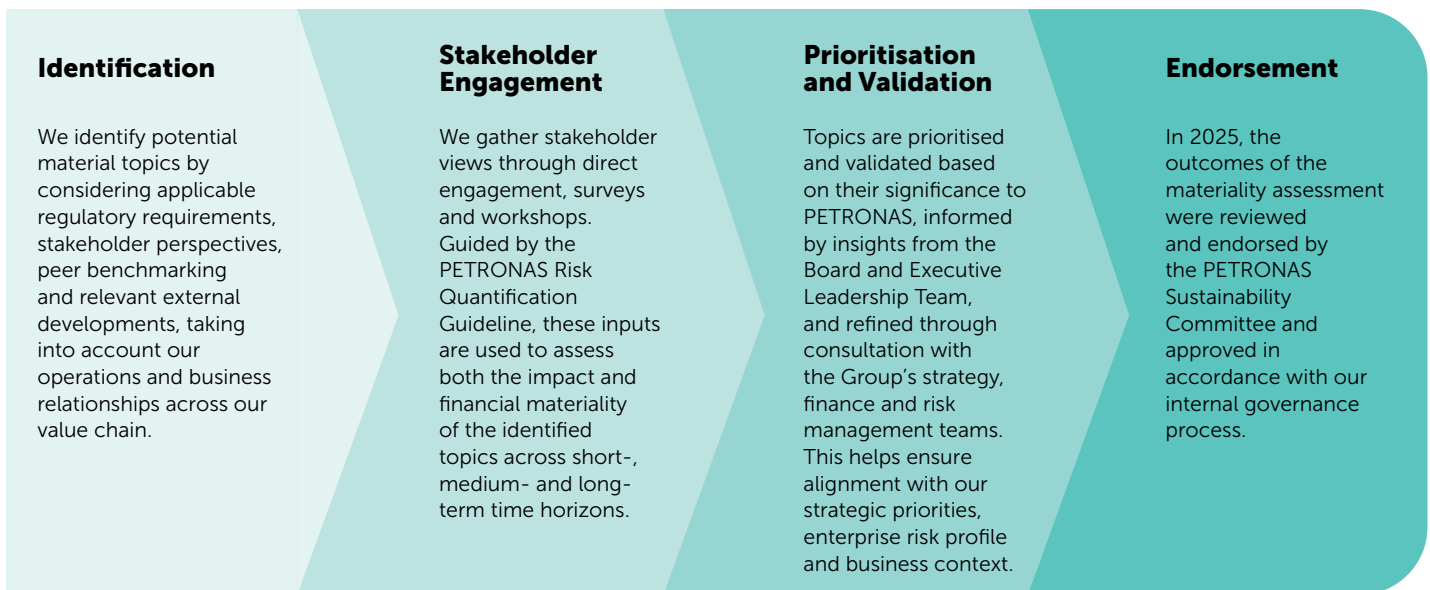 Identification
We identify potential
material topics by
considering applicable
regulatory requirements,
stakeholder perspectives,
peer benchmarking
and relevant external
developments, taking
into account our
operations and business
relationships across our
value chain.
Stakeholder
Engagement
We gather stakeholder
views through direct
engagement, surveys
and workshops.
Guided by the
PETRONAS Risk
Quantification
Guideline, these inputs
are used to assess
both the impact and
financial materiality
of the identified
topics across short-,
medium- and long-
term time horizons.
Prioritisation
and Validation
Topics are prioritised
and validated based
on their significance to
PETRONAS, informed
by insights from the
Board and Executive
Leadership Team,
and refined through
consultation with
the Group's strategy,
finance and risk
management teams.
This helps ensure
alignment with our
strategic priorities,
enterprise risk profile
and business context.
Endorsement
In 2025, the
outcomes of the
materiality assessment
were reviewed
and endorsed by
the PETRONAS
Sustainability
Committee and
approved in
accordance with our
internal governance
process.